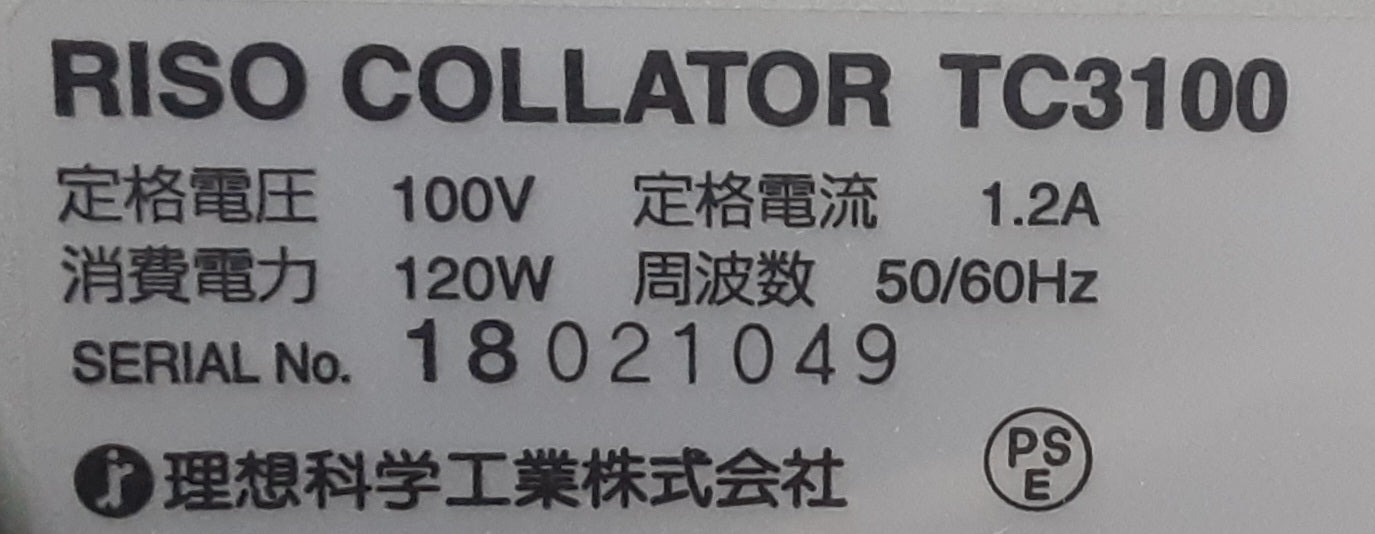 RISO COLLATOR TC3100
定格電圧 100V 定格電流 1.2A
消費電力 120W 周波数 50/60Hz
SERIAL No. 18021049
理想科学工業株式会社
PS
E